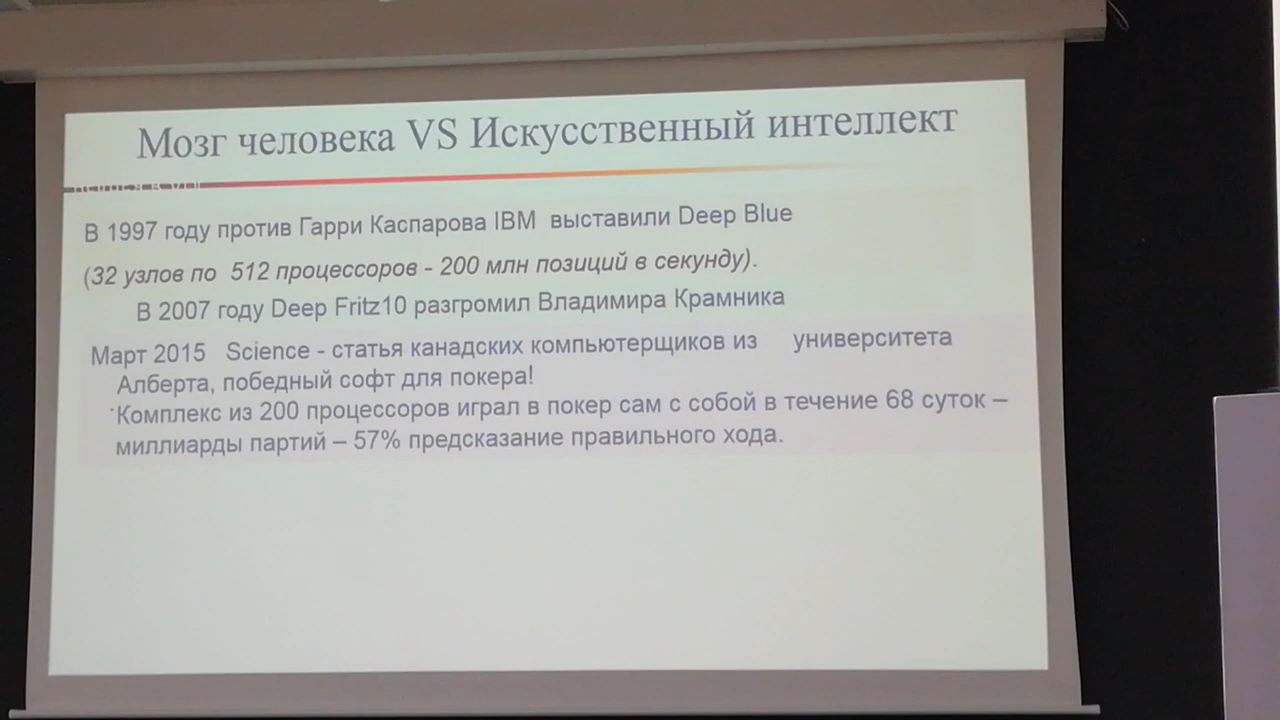 Мозг человека VS Искусственный интеллект
В 1997 году против Гарри Каспарова IBM выставили Deep Blue
(32 узлов по 512 процессоров - 200 млн позиций в секунду).
В 2007 году Deep Fritz10 разгромил Владимира Крамника
Март 2015 Science - статья канадских компьютерщиков из университета
Алберта, победный софт для покера!
Комплекс из 200 процессоров играл в покер сам с собой в течение 68 суток –
миллиарды партий – 57% предсказание правильного хода.